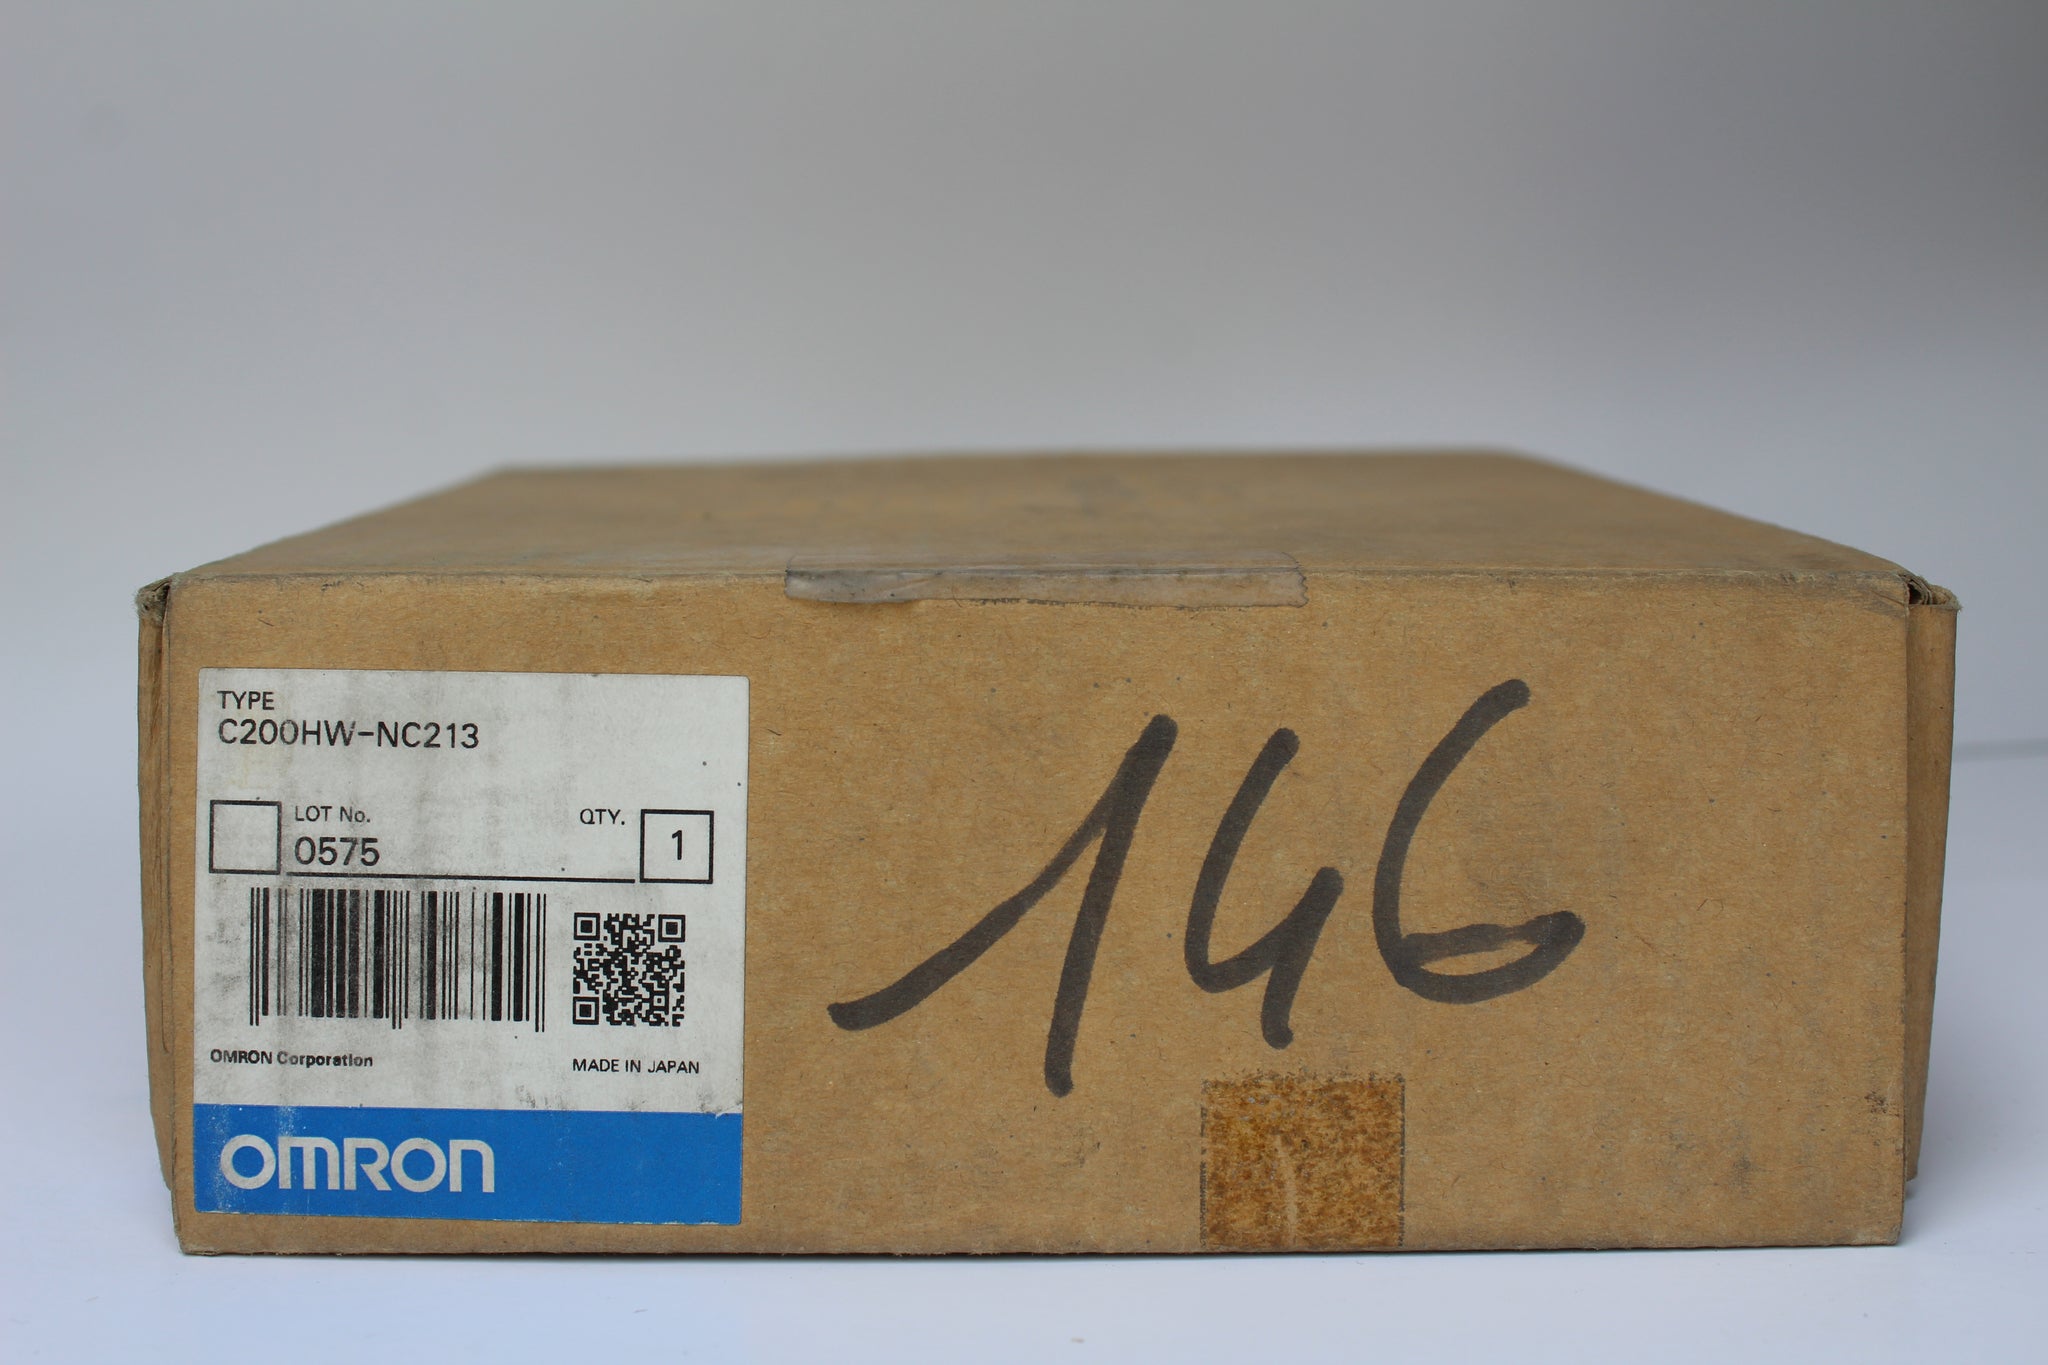 TYPE
C200HW-NC213
LOT No.
0575
QTY.
1
OMRON Corporation
MADE IN JAPAN
OMRON
146